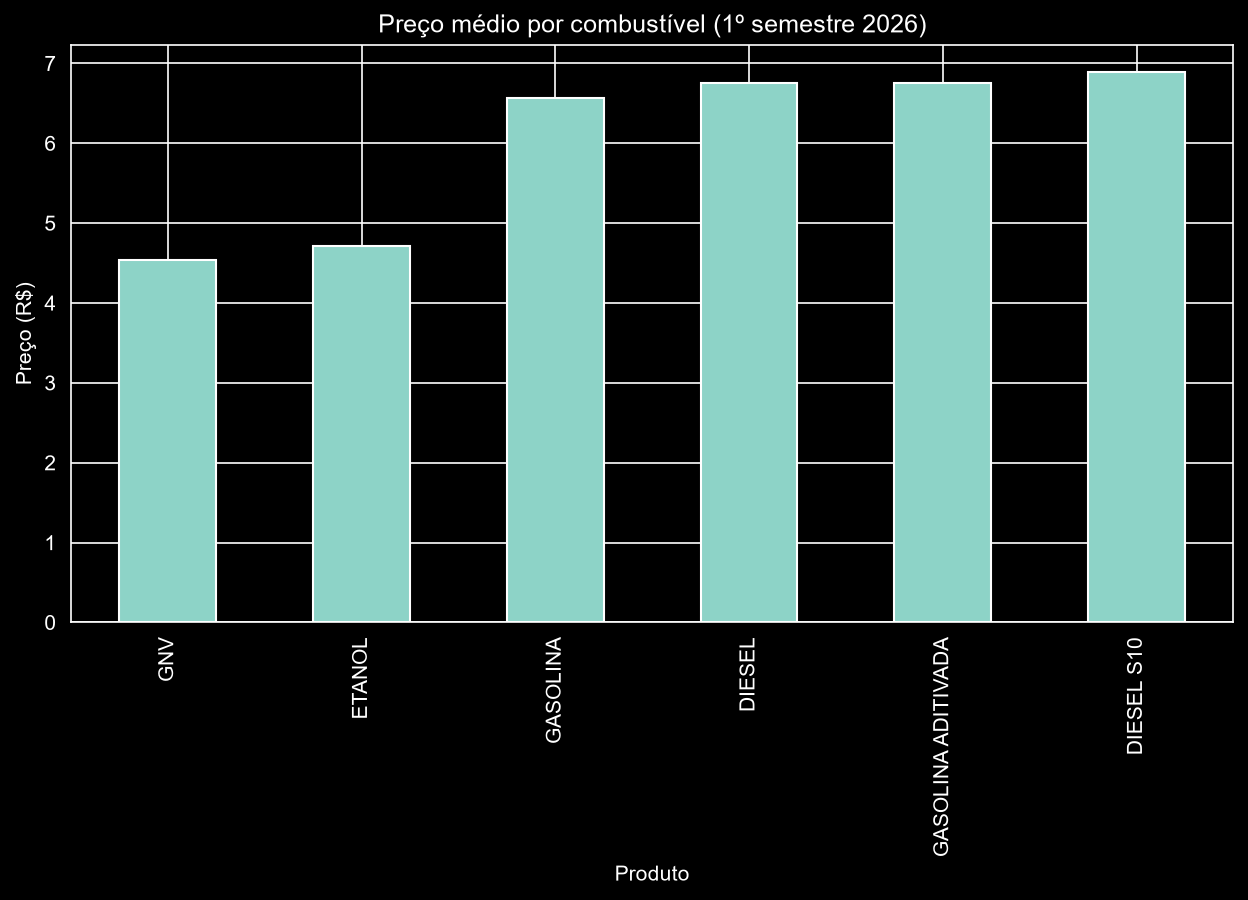 Preço médio por combustível (1º semestre 2026)
Preço (R$)
7
6
5
4
3
2
1
0
GNV
ETANOL
GASOLINA
DIESEL
GASOLINA ADITIVADA
DIESEL S10
Produto